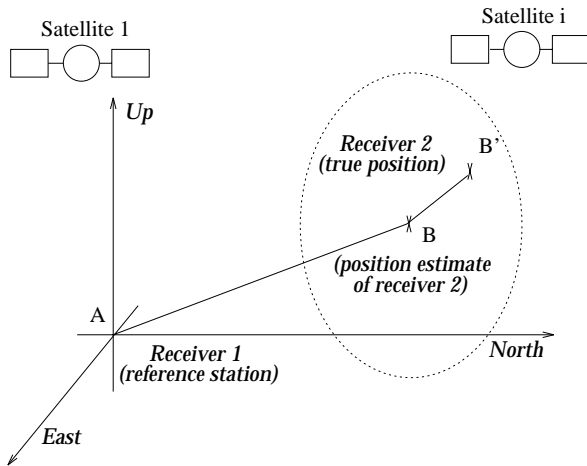 Satellite 1
Satellite i
Up
Receiver 2
(true position)
B'
B
(position estimate
of receiver 2)
A
Receiver 1
(reference station)
North
East